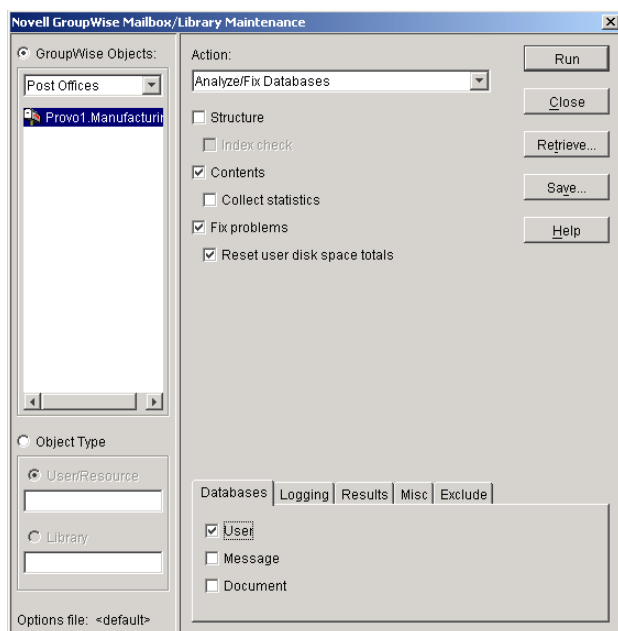 Novell GroupWise Mailbox/Library Maintenance
GroupWise Objects:
Post Offices
Provo1.Manufacturin
Object Type
User/Resource
Library
Options file: <default>
Action:
Analyze/Fix Databases
Structure
Index check
Contents
Collect statistics
Fix problems
Reset user disk space totals
Run
Close
Retrieve...
Save...
Help
Databases Logging Results Misc Exclude
User
Message
Document